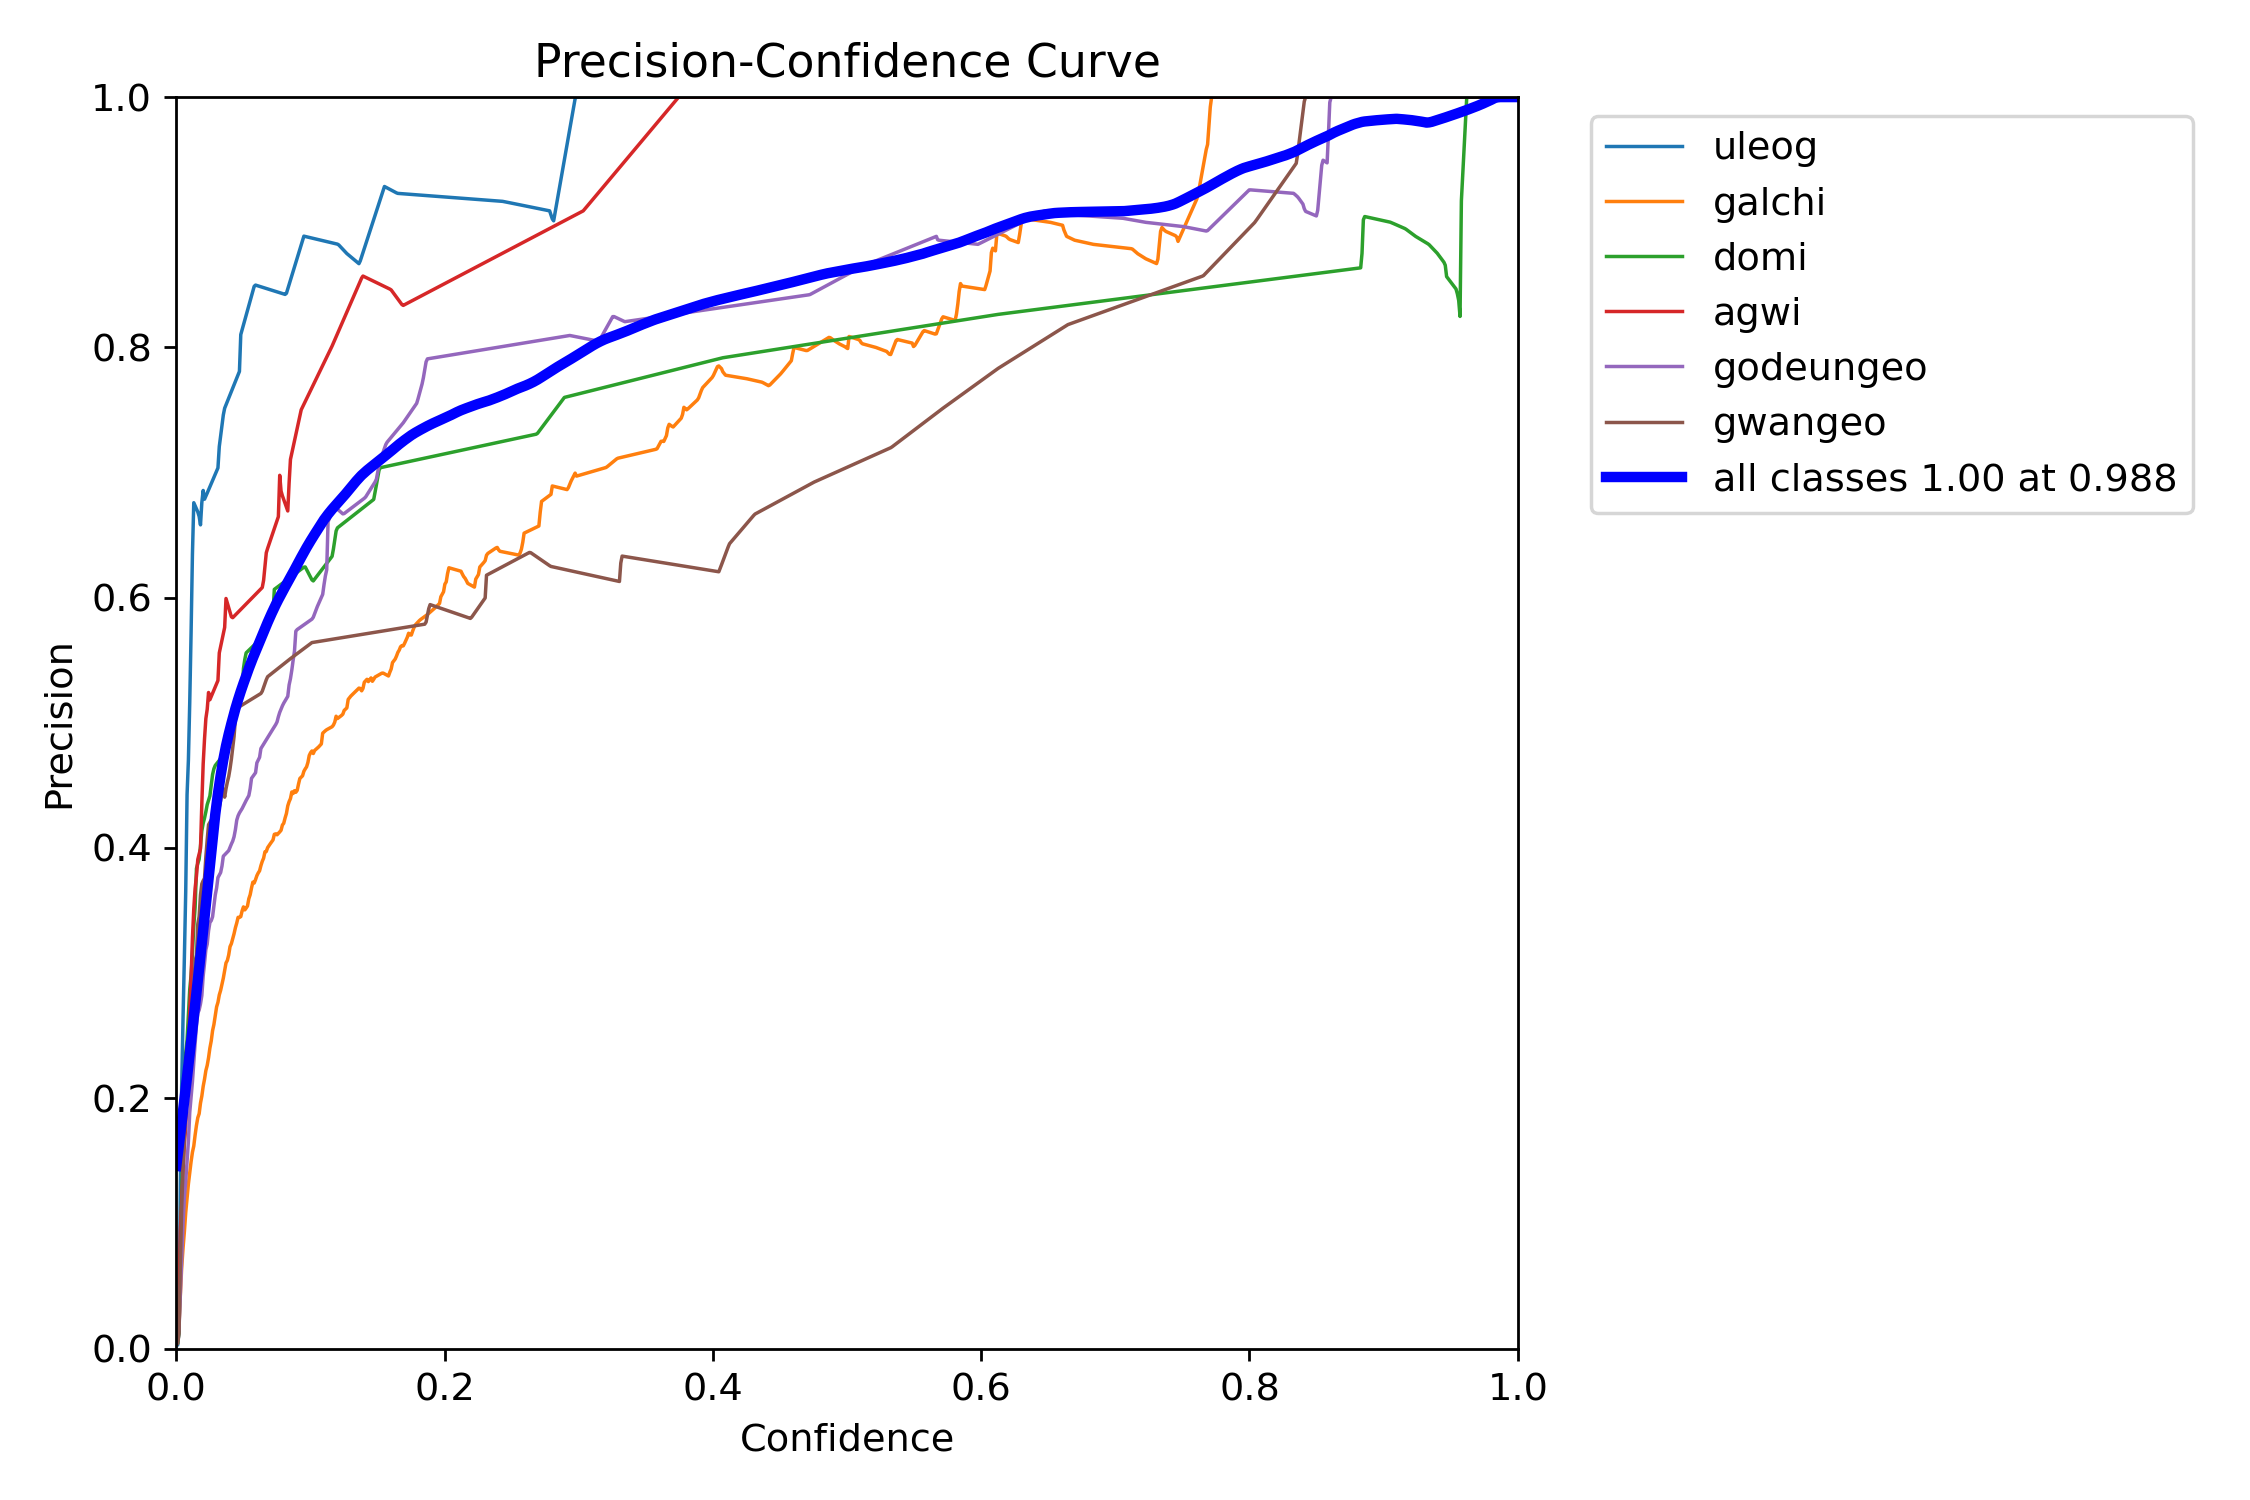 Precision-Confidence Curve
1.0
0.8
0.6
0.4
0.2
0.0
Precision
0.0 0.2 0.4 0.6 0.8 1.0
Confidence
uleog
galchi
domi
agwi
godeungeo
gwangeo
all classes 1.00 at 0.988